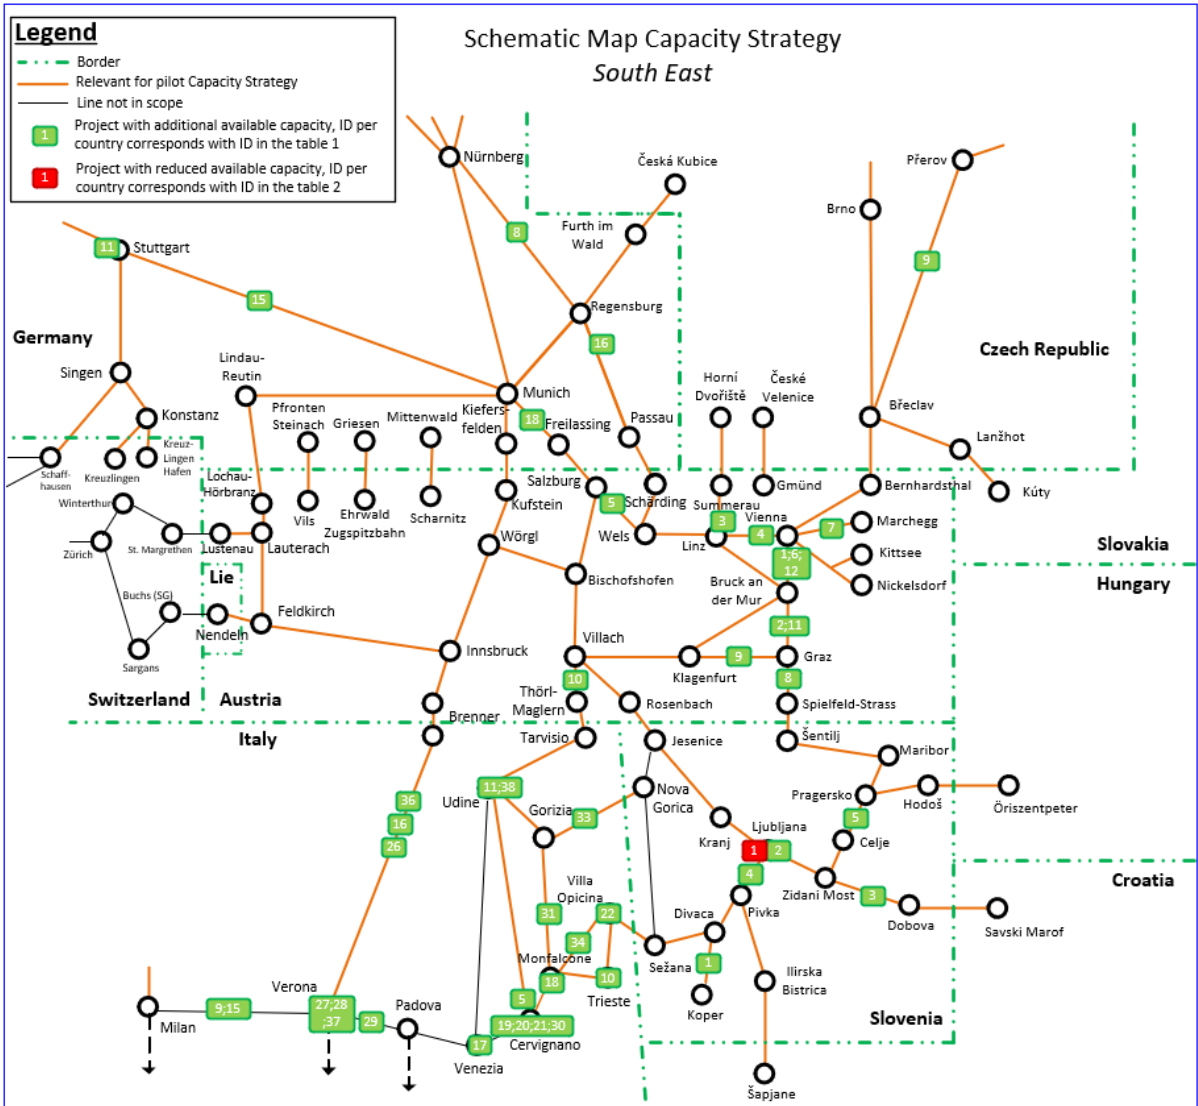 Legend
Border
Relevant for pilot Capacity Strategy
Line not in scope
1
Project with additional available capacity, ID per
country corresponds with ID in the table 1
1
Project with reduced available capacity, ID per
country corresponds with ID in the table 2
Schematic Map Capacity Strategy
South East
Nürnberg
Česká Kubice
Přerov
Brno
8
Furth im
Wald
11
Stuttgart
9
15
Regensburg
Germany
16
Czech Republic
Lindau-
Reutin
Singen
Horní
Dvořiště
České
Velenice
Munich
Konstanz
Pfronten
Steinach
Griesen
Mittenwald
Kiefers-
felden
18
Freilassing
Passau
Břeclav
Lanžhot
Kreuz-
Lingen
Hafen
Schaff-
hausen
Kreuzlingen
Lochau-
Hörbranz
Salzburg
Bernhardsthal
Kúty
Gmünd
Winterthur
Vils
Ehrwald
Zugspitzbahn
Scharnitz
Kufstein
5
Schärding
Summerau
3
Vienna
4
7
Marchegg
Zürich
St. Margrethen
Lustenau
Lauterach
Wörgl
Wels
Linz
Slovakia
Kittsee
1;6;
12
Lie
Bischofshofen
Bruck an
der Mur
Nickelsdorf
Hungary
Buchs (SG)
Nendeln
Feldkirch
2;11
Sargans
Innsbruck
Villach
Klagenfurt
9
Graz
10
8
Switzerland
Austria
Thörl-
Maglern
Rosenbach
Spielfeld-Strass
Brenner
Italy
Tarvisio
Jesenice
Šentilj
Maribor
11;38
Udine
Nova
Gorica
Pragersko
Hodoš
Öriszentpeter
36
16
26
Gorizia
33
Kranj
Ljubljana
5
Celje
1
2
4
Croatia
Villa
Opicina
Zidani Most
3
31
22
Divaca
Pivka
Dobova
Savski Marof
34
Monfalcone
Sežana
1
18
10
Trieste
Ilirska
Bistrica
Verona
5
Koper
9;15
27;28
;37
29
Padova
19;20;21;30
Slovenia
Milan
17
Cervignano
Venezia
Šapjane